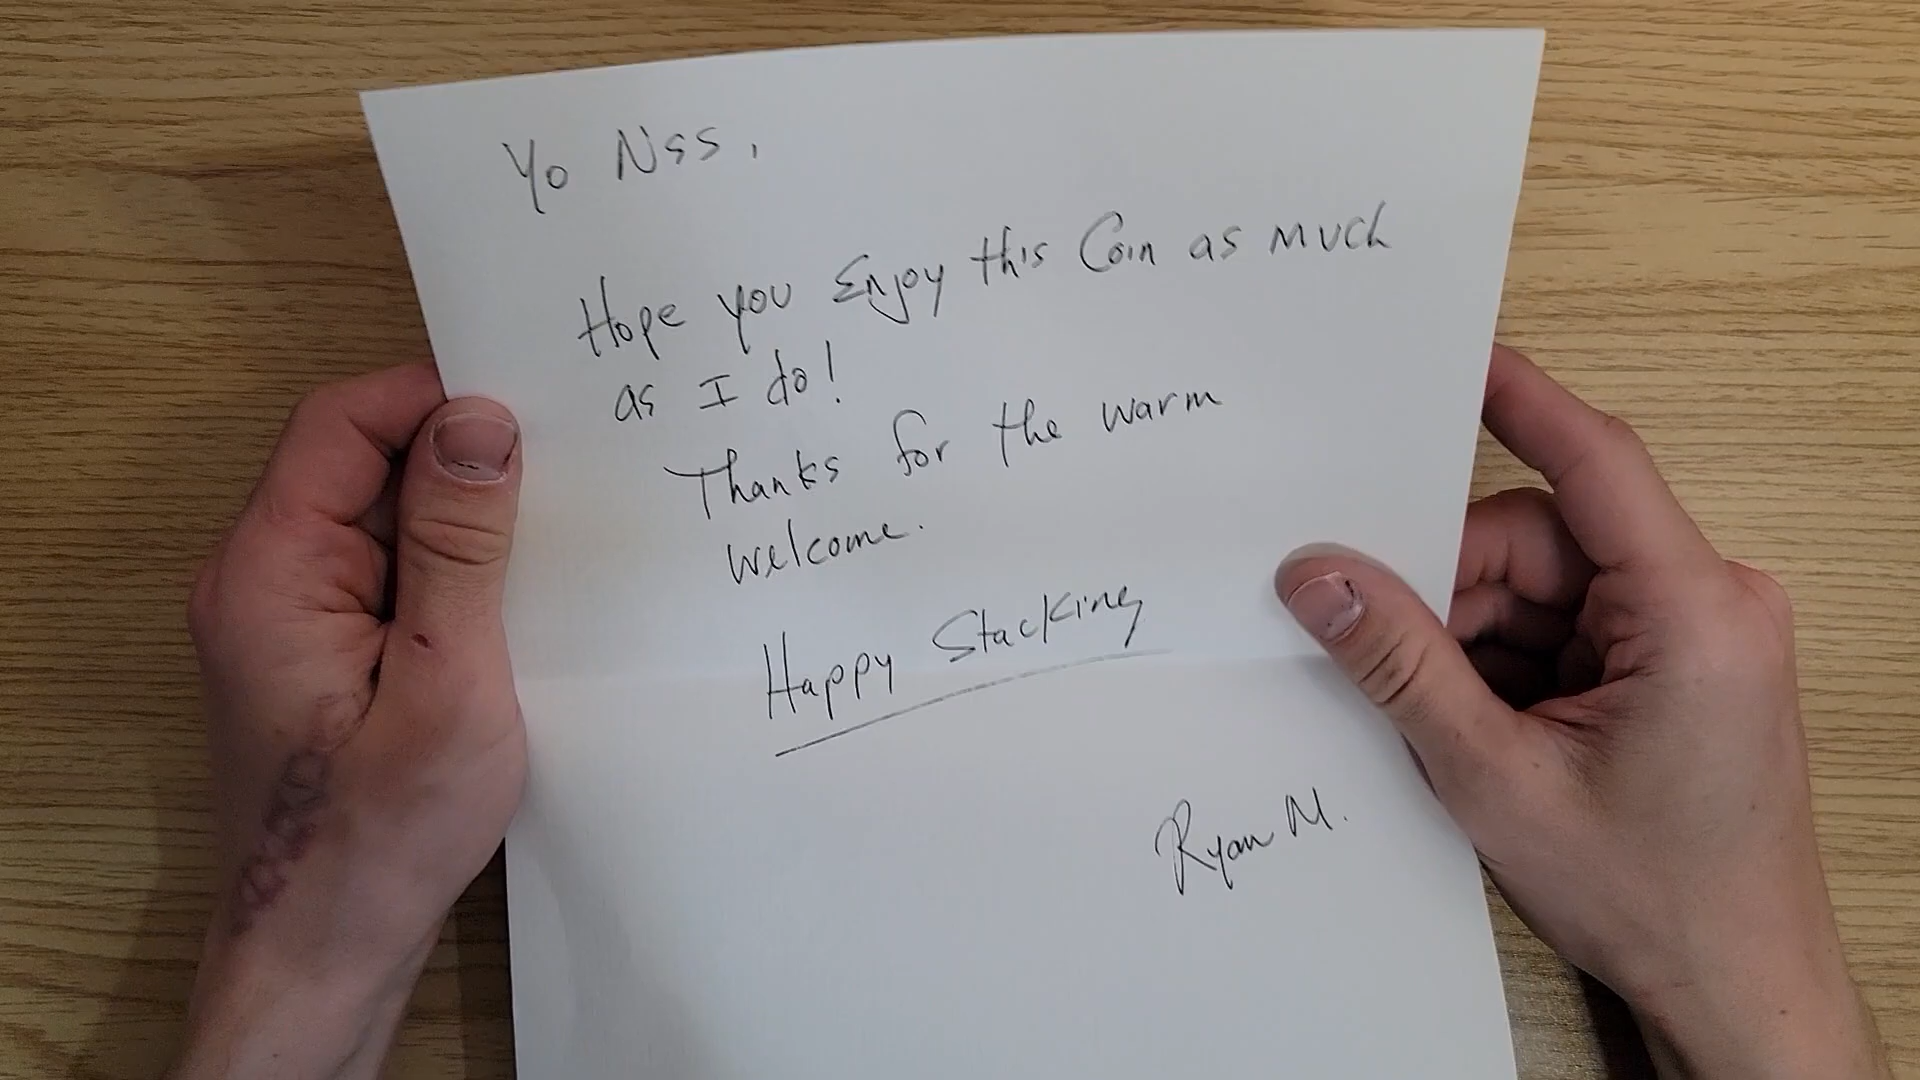 Yo NSS,
Hope you Enjoy this Coin as much
as I do!
Thanks for the warm
welcome.
Happy Stacking
Ryan M.